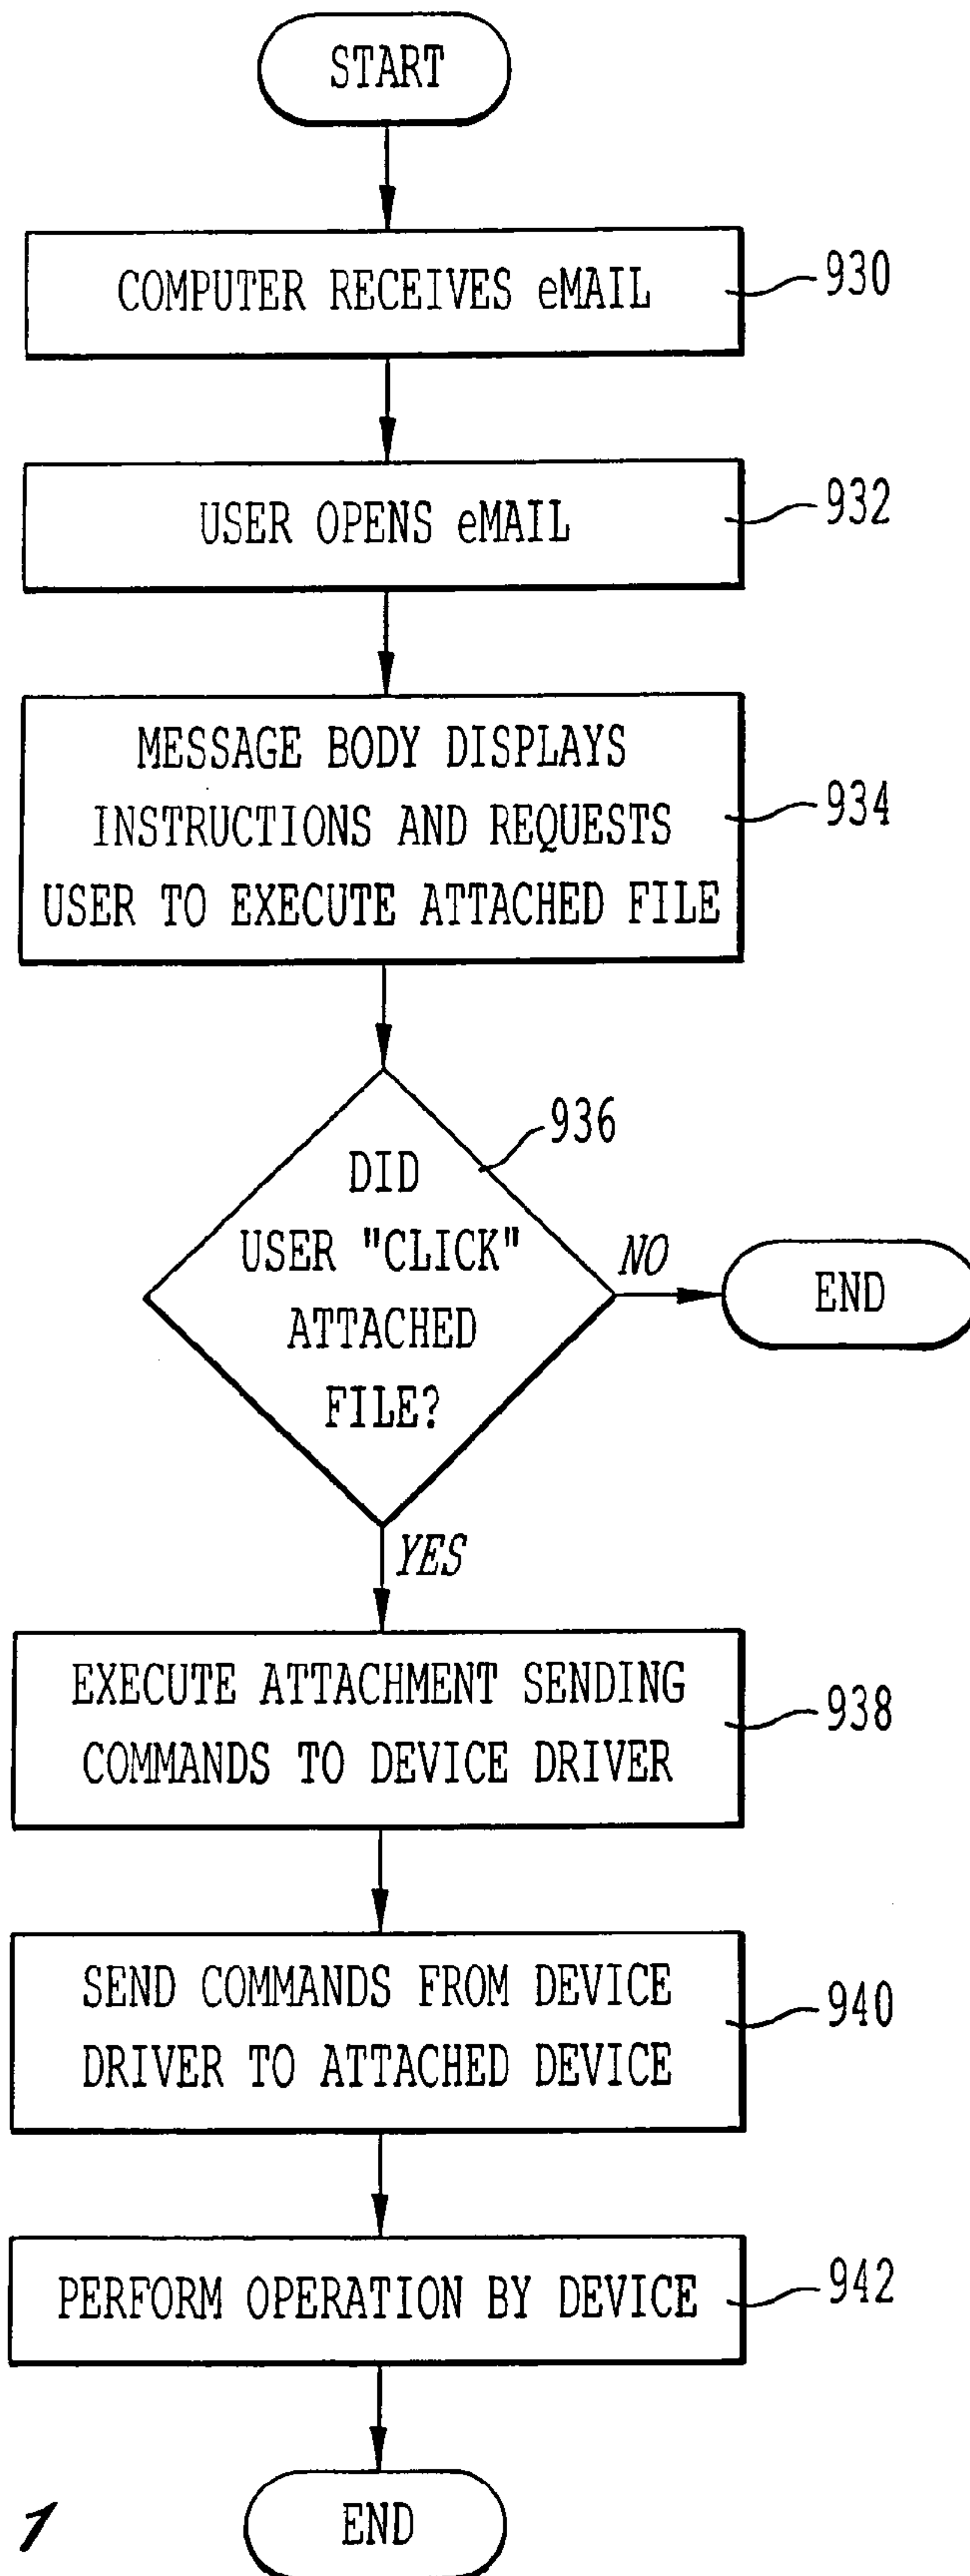 START
COMPUTER RECEIVES eMAIL
930
USER OPENS eMAIL
932
MESSAGE BODY DISPLAYS
INSTRUCTIONS AND REQUESTS
USER TO EXECUTE ATTACHED FILE
934
936
DID
USER "CLICK"
ATTACHED
FILE?
NO
END
YES
EXECUTE ATTACHMENT SENDING
COMMANDS TO DEVICE DRIVER
938
SEND COMMANDS FROM DEVICE
DRIVER TO ATTACHED DEVICE
940
PERFORM OPERATION BY DEVICE
942
END
1